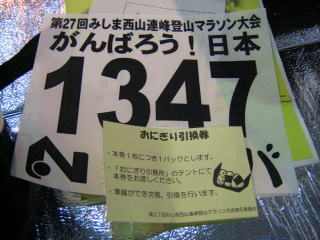 第27回みしま西山連峰登山マラソン大会
がんばろう！日本
1347
おにぎり引換券
・本券1枚につき1パックとします。
・「おにぎり引換所」のテントにて
本券をお渡しください。
・準備ができ次第、引換を行います。
第27回みしま西山連峰登山マラソン大会実行委員会